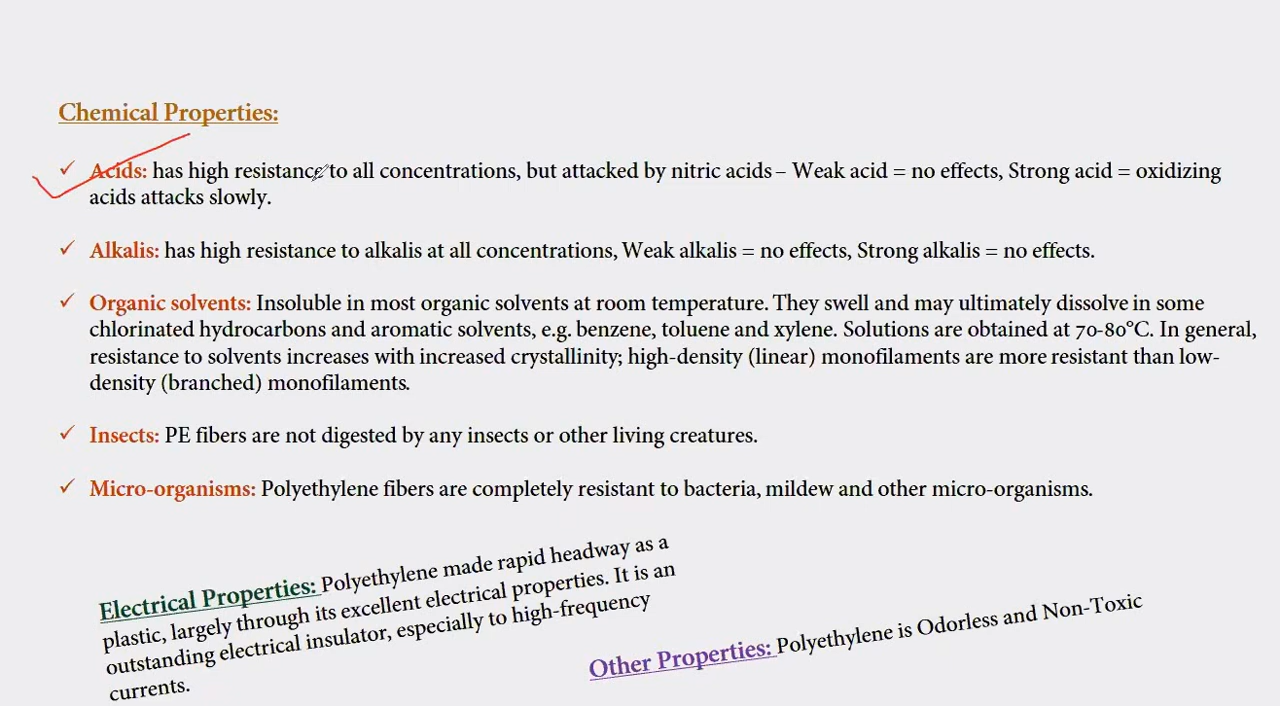 Chemical Properties:
Acids: has high resistance to all concentrations, but attacked by nitric acids – Weak acid = no effects, Strong acid = oxidizing
acids attacks slowly.
Alkalis: has high resistance to alkalis at all concentrations, Weak alkalis = no effects, Strong alkalis = no effects.
Organic solvents: Insoluble in most organic solvents at room temperature. They swell and may ultimately dissolve in some
chlorinated hydrocarbons and aromatic solvents, e.g. benzene, toluene and xylene. Solutions are obtained at 70-80°C. In general,
resistance to solvents increases with increased crystallinity; high-density (linear) monofilaments are more resistant than low-
density (branched) monofilaments.
Insects: PE fibers are not digested by any insects or other living creatures.
Micro-organisms: Polyethylene fibers are completely resistant to bacteria, mildew and other micro-organisms.
Electrical Properties: Polyethylene made rapid headway as a
plastic, largely through its excellent electrical properties. It is an
outstanding electrical insulator, especially to high-frequency
currents.
Other Properties: Polyethylene is Odorless and Non-Toxic